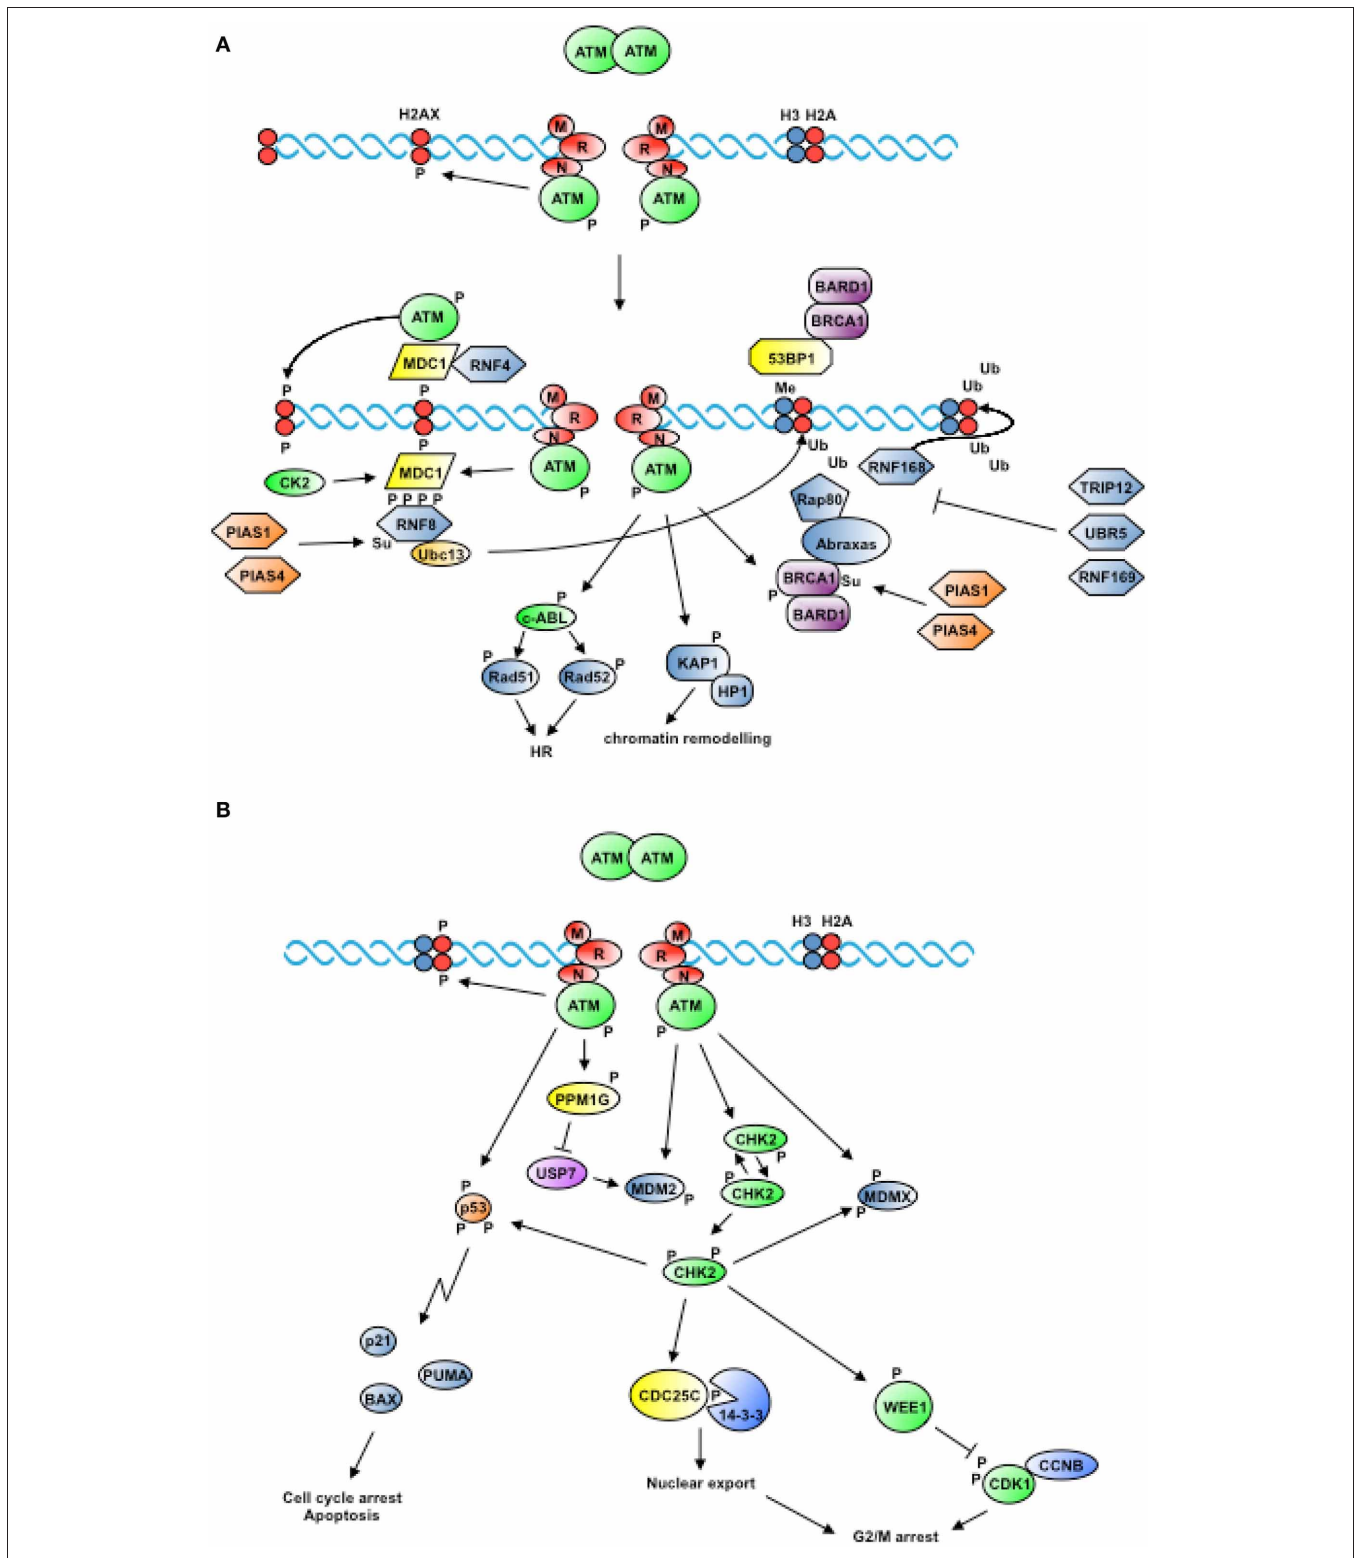 A
ATM ATM
H2AX
H3 H2A
M
R
N
ATM
P
P
M
R
N
ATM
P
BARD1
BRCA1
53BP1
P
ATM
MDC1
RNF4
P
P
Me
Ub
Ub
M
R
N
ATM
P
M
R
N
ATM
P
P
P
CK2
MDC1
P P P P
RNF8
Su
Ubc13
PIAS1
PIAS4
Ub
Ub
RNF168
Ub
Ub
TRIP12
UBR5
RNF169
Rap80
Abraxas
BRCA1
Su
P
BARD1
PIAS1
PIAS4
P
c-ABL
P
Rad51
Rad52
P
HR
P
KAP1
HP1
chromatin remodelling
B
ATM ATM
P
P
H3 H2A
M
R
N
ATM
P
M
R
N
ATM
P
P
PPM1G
USP7
MDM2
P
CHK2
P
P
CHK2
P
MDMX
P
P
p53
P P
P P
CHK2
p21
PUMA
BAX
Cell cycle arrest
Apoptosis
CDC25C
P
14-3-3
Nuclear export
P
WEE1
P
P
CDK1
CCNB
G2/M arrest